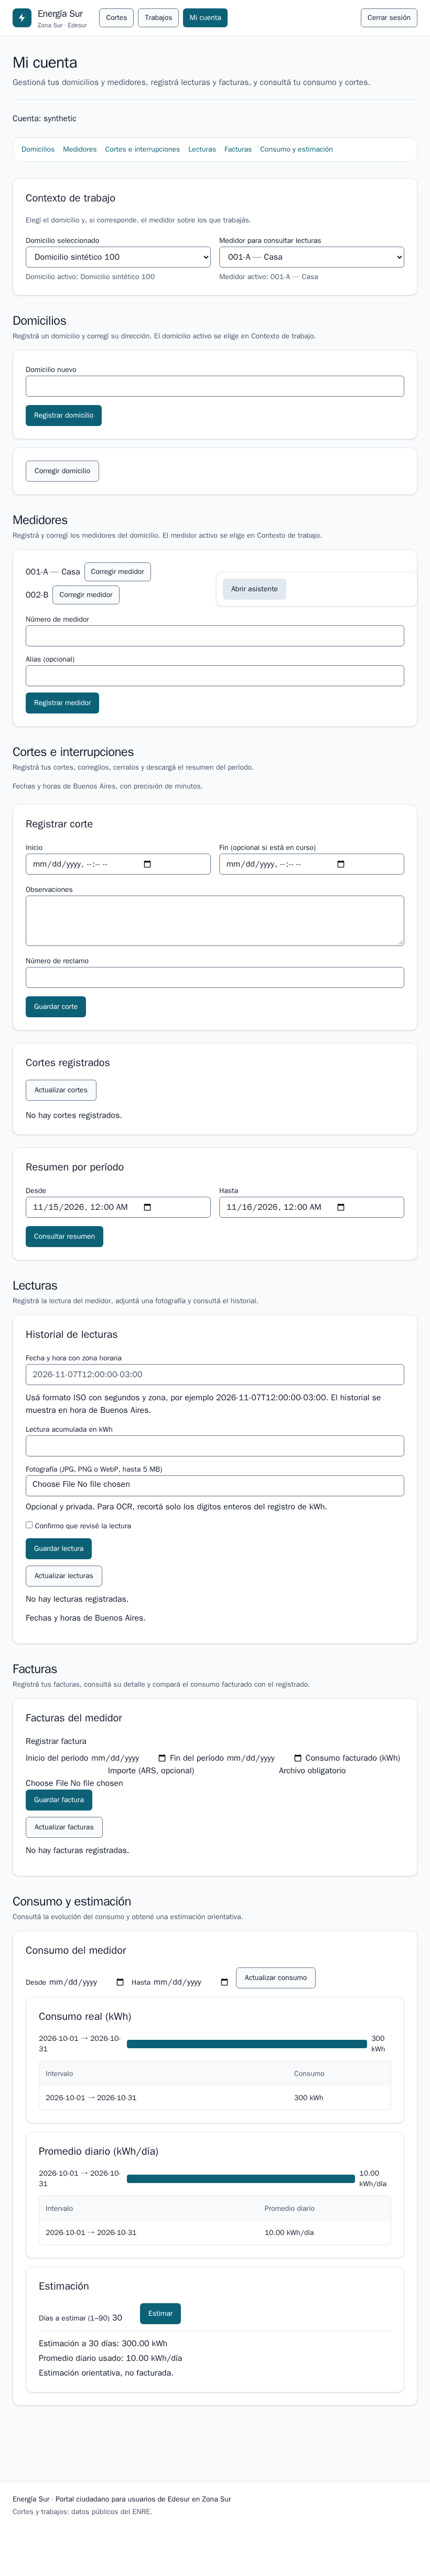 Energía Sur
Zona Sur · Edesur
Cortes
Trabajos
Mi cuenta
Cerrar sesión
Mi cuenta
Gestioná tus domicilios y medidores, registrá lecturas y facturas, y consultá tu consumo y cortes.
Cuenta: synthetic
Domicilios
Medidores
Cortes e interrupciones
Lecturas
Facturas
Consumo y estimación
Contexto de trabajo
Elegí el domicilio y, si corresponde, el medidor sobre los que trabajás.
Domicilio seleccionado
Medidor para consultar lecturas
Domicilio sintético 100
001-A — Casa
Domicilio activo: Domicilio sintético 100
Medidor activo: 001-A — Casa
Domicilios
Registrá un domicilio y corregí su dirección. El domicilio activo se elige en Contexto de trabajo.
Domicilio nuevo
Registrar domicilio
Corregir domicilio
Medidores
Registrá y corregí los medidores del domicilio. El medidor activo se elige en Contexto de trabajo.
001-A — Casa
Corregir medidor
Abrir asistente
002-B
Corregir medidor
Número de medidor
Alias (opcional)
Registrar medidor
Cortes e interrupciones
Registrá tus cortes, corregilos, cerralos y descargá el resumen del período.
Fechas y horas de Buenos Aires, con precisión de minutos.
Registrar corte
Inicio
Fin (opcional si está en curso)
mm/dd/yyyy, --:-- --
mm/dd/yyyy, --:-- --
Observaciones
Número de reclamo
Guardar corte
Cortes registrados
Actualizar cortes
No hay cortes registrados.
Resumen por período
Desde
Hasta
11/15/2026, 12:00 AM
11/16/2026, 12:00 AM
Consultar resumen
Lecturas
Registrá la lectura del medidor, adjuntá una fotografía y consultá el historial.
Historial de lecturas
Fecha y hora con zona horaria
2026-11-07T12:00:00-03:00
Usá formato ISO con segundos y zona, por ejemplo 2026-11-07T12:00:00-03:00. El historial se
muestra en hora de Buenos Aires.
Lectura acumulada en kWh
Fotografía (JPG, PNG o WebP, hasta 5 MB)
Choose File No file chosen
Opcional y privada. Para OCR, recortá solo los dígitos enteros del registro de kWh.
Confirmo que revisé la lectura
Guardar lectura
Actualizar lecturas
No hay lecturas registradas.
Fechas y horas de Buenos Aires.
Facturas
Registrá tus facturas, consultá su detalle y compará el consumo facturado con el registrado.
Facturas del medidor
Registrar factura
Inicio del período mm/dd/yyyy Fin del período mm/dd/yyyy Consumo facturado (kWh)
Importe (ARS, opcional) Archivo obligatorio
Choose File No file chosen
Guardar factura
Actualizar facturas
No hay facturas registradas.
Consumo y estimación
Consultá la evolución del consumo y obtené una estimación orientativa.
Consumo del medidor
Desde mm/dd/yyyy Hasta mm/dd/yyyy Actualizar consumo
Consumo real (kWh)
2026-10-01 → 2026-10-
31
300
kWh
Intervalo Consumo
2026-10-01 → 2026-10-31 300 kWh
Promedio diario (kWh/día)
2026-10-01 → 2026-10-
31
10.00
kWh/día
Intervalo Promedio diario
2026-10-01 → 2026-10-31 10.00 kWh/día
Estimación
Días a estimar (1–90) 30 Estimar
Estimación a 30 días: 300.00 kWh
Promedio diario usado: 10.00 kWh/día
Estimación orientativa, no facturada.
Energía Sur · Portal ciudadano para usuarios de Edesur en Zona Sur
Cortes y trabajos: datos públicos del ENRE.